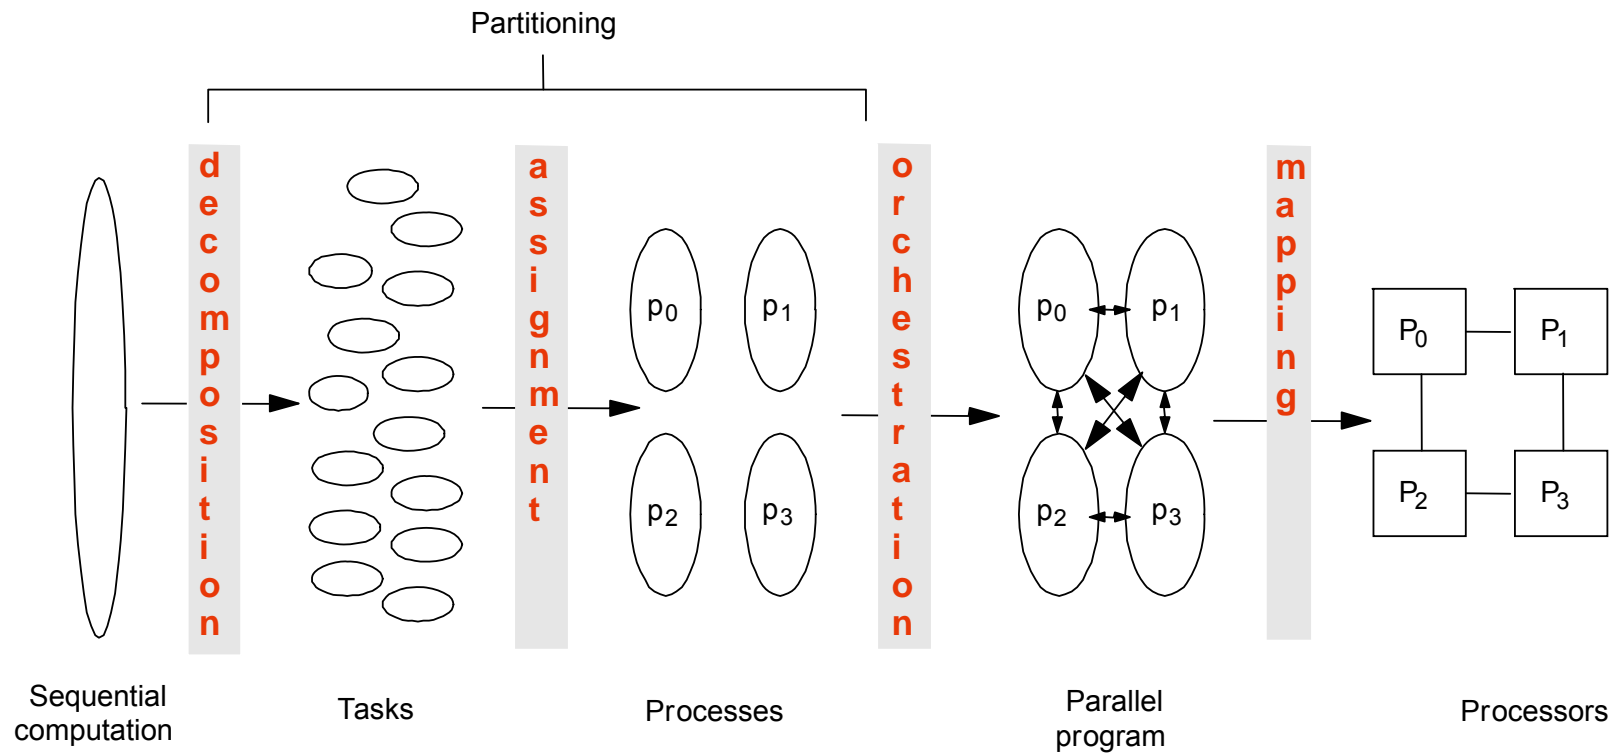 Partitioning
decomposition
assignment
orchestration
mapping
p0
p1
p2
p3
p0
p1
p2
p3
P0
P1
P2
P3
Sequential
computation
Tasks
Processes
Parallel
program
Processors